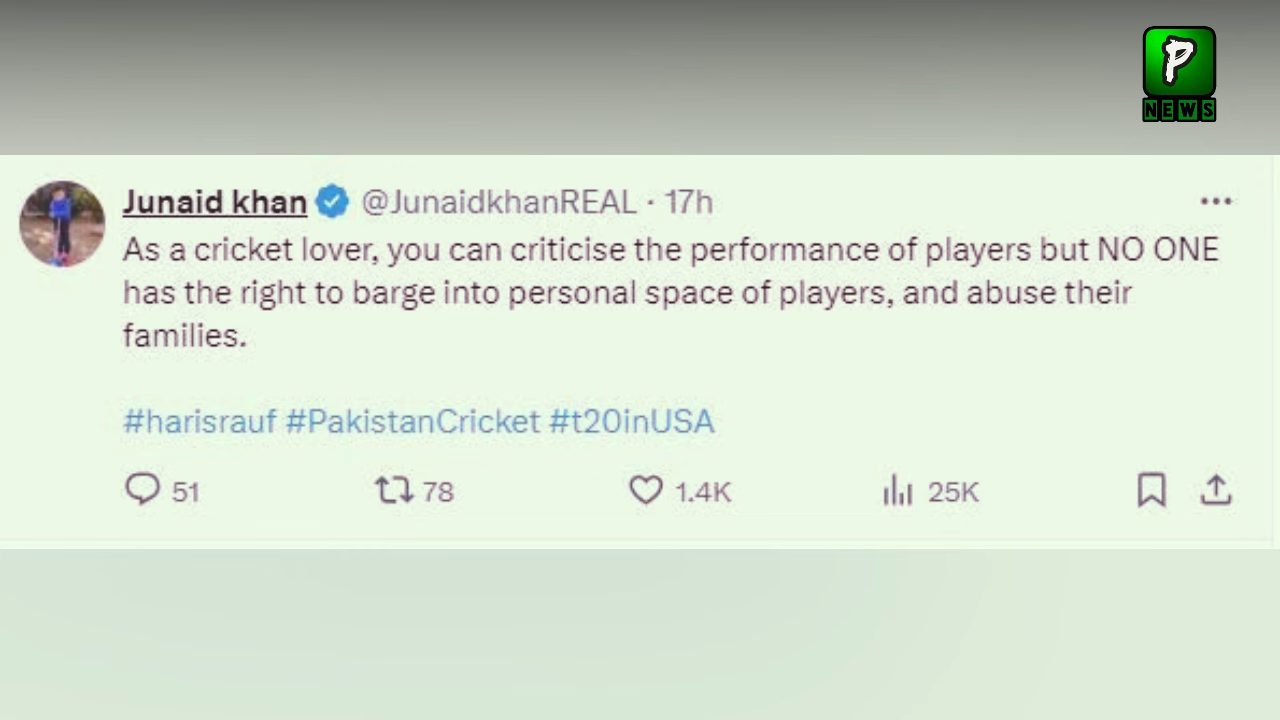 P
NEWS
Junaid khan @JunaidkhanREAL · 17h
As a cricket lover, you can criticise the performance of players but NO ONE
has the right to barge into personal space of players, and abuse their
families.
#harisrauf #PakistanCricket #t20inUSA
51 78 1.4K 25K